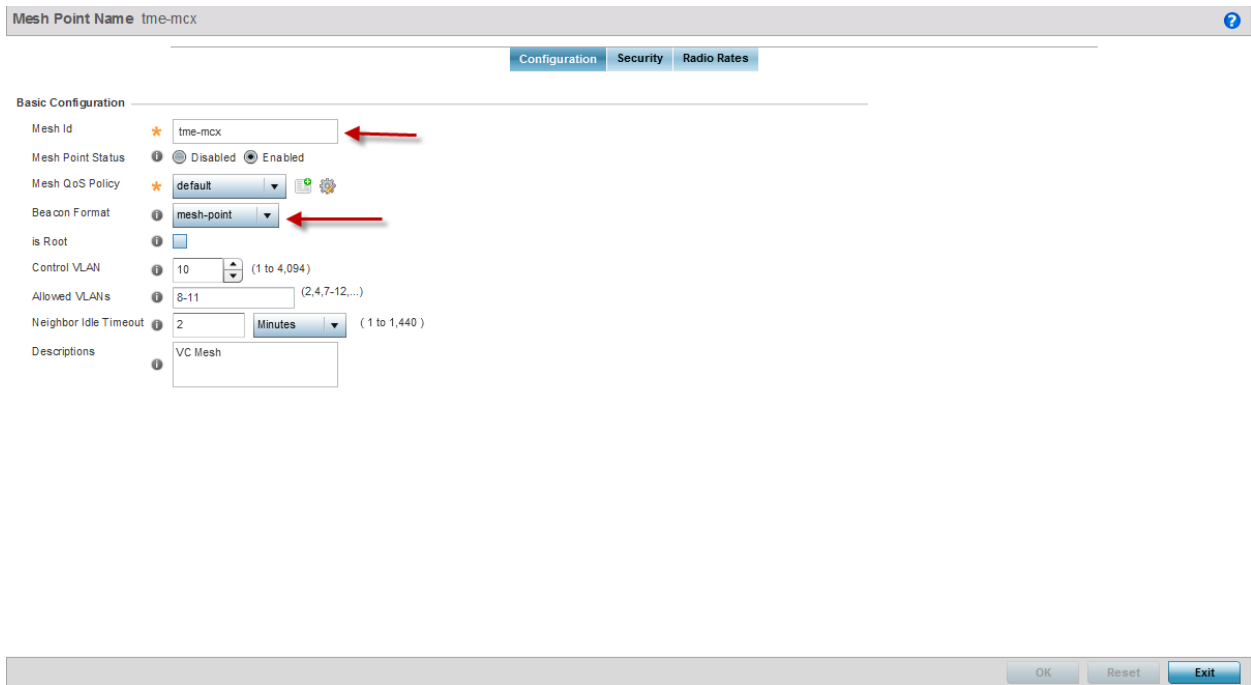 Mesh Point Name tme-mcx
Configuration Security Radio Rates
Basic Configuration
Mesh Id * tme-mcx
Mesh Point Status Disabled Enabled
Mesh QoS Policy * default
Beacon Format mesh-point
is Root
Control VLAN 10 (1 to 4,094)
Allowed VLANs 8-11 (2,4,7-12,...)
Neighbor Idle Timeout 2 Minutes ( 1 to 1,440 )
Descriptions VC Mesh
OK Reset Exit